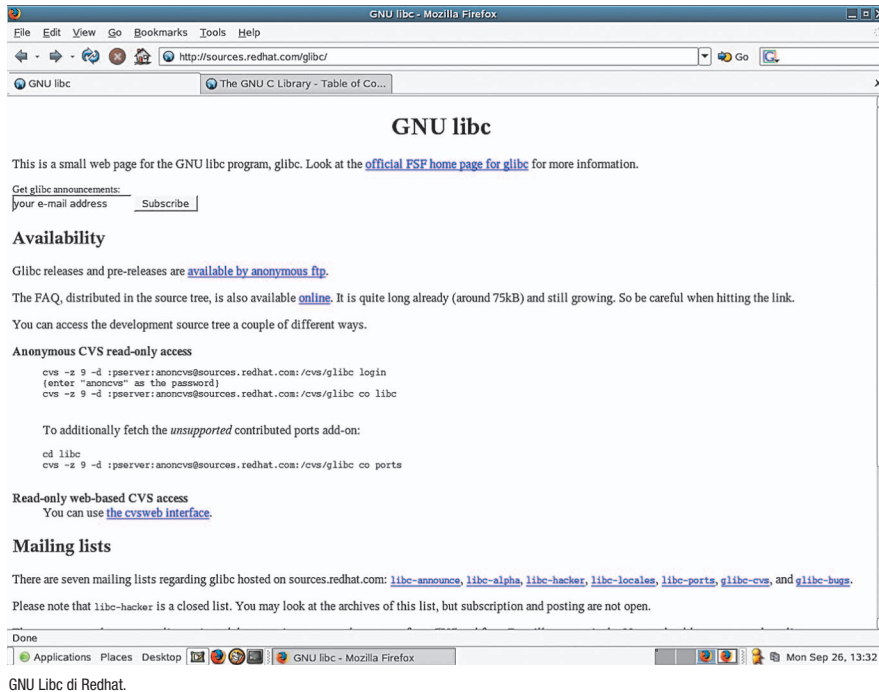 GNU libc - Mozilla Firefox
File Edit View Go Bookmarks Tools Help
http://sources.redhat.com/glibc/
Go
GNU libc
The GNU C Library - Table of Co...
GNU libc
This is a small web page for the GNU libc program, glibc. Look at the official FSF home page for glibc for more information.
Get glibc announcements:
your e-mail address
Subscribe
Availability
Glibc releases and pre-releases are available by anonymous ftp.
The FAQ, distributed in the source tree, is also available online. It is quite long already (around 75kB) and still growing. So be careful when hitting the link.
You can access the development source tree a couple of different ways.
Anonymous CVS read-only access
cvs -z 9 -d :pserver:anoncvs@sources.redhat.com:/cvs/glibc login
{enter "anoncvs" as the password}
cvs -z 9 -d :pserver:anoncvs@sources.redhat.com:/cvs/glibc co libc
To additionally fetch the unsupported contributed ports add-on:
cd libc
cvs -z 9 -d :pserver:anoncvs@sources.redhat.com:/cvs/glibc co ports
Read-only web-based CVS access
You can use the cvsweb interface.
Mailing lists
There are seven mailing lists regarding glibc hosted on sources.redhat.com: libc-announce, libc-alpha, libc-hacker, libc-locales, libc-ports, glibc-cvs, and glibc-bugs.
Please note that libc-hacker is a closed list. You may look at the archives of this list, but subscription and posting are not open.
Done
Applications Places Desktop
GNU libc - Mozilla Firefox
Mon Sep 26, 13:32
GNU Libc di Redhat.